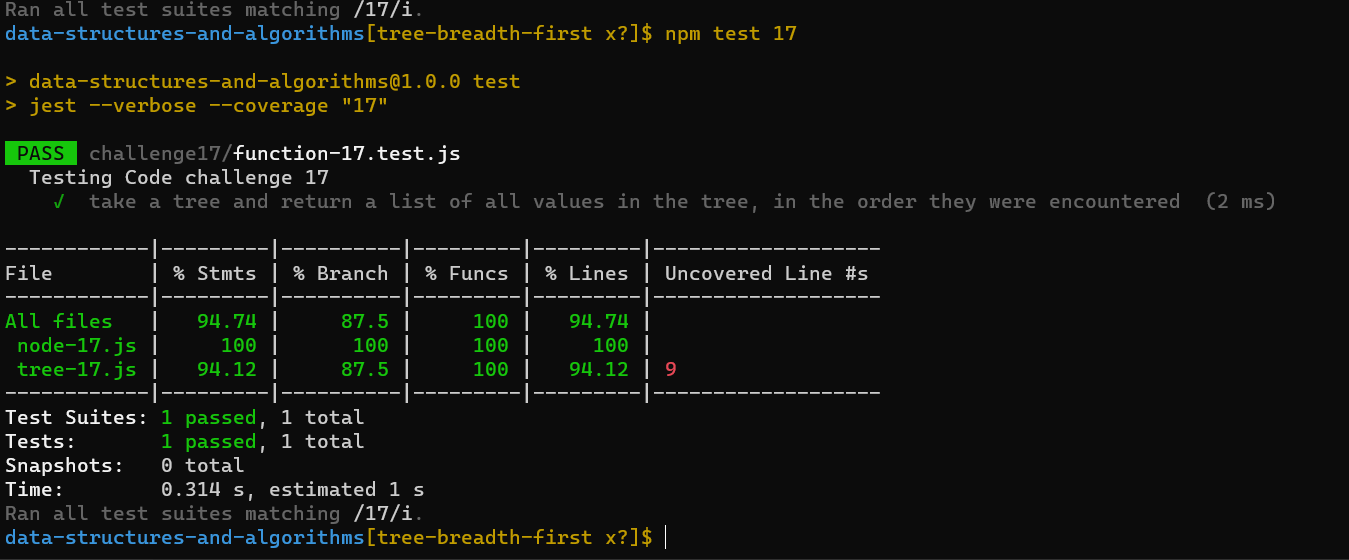 Ran all test suites matching /17/i.
data-structures-and-algorithms[tree-breadth-first x?]$ npm test 17
> data-structures-and-algorithms@1.0.0 test
> jest --verbose --coverage "17"
PASS challenge17/function-17.test.js
Testing Code challenge 17
√ take a tree and return a list of all values in the tree, in the order they were encountered (2 ms)
------------|---------|----------|---------|---------|-------------------
File        | % Stmts | % Branch | % Funcs | % Lines | Uncovered Line #s
------------|---------|----------|---------|---------|-------------------
All files   |   94.74 |     87.5 |     100 |   94.74 |
 node-17.js |     100 |      100 |     100 |     100 |
 tree-17.js |   94.12 |     87.5 |     100 |   94.12 | 9
------------|---------|----------|---------|---------|-------------------
Test Suites: 1 passed, 1 total
Tests:       1 passed, 1 total
Snapshots:   0 total
Time:        0.314 s, estimated 1 s
Ran all test suites matching /17/i.
data-structures-and-algorithms[tree-breadth-first x?]$